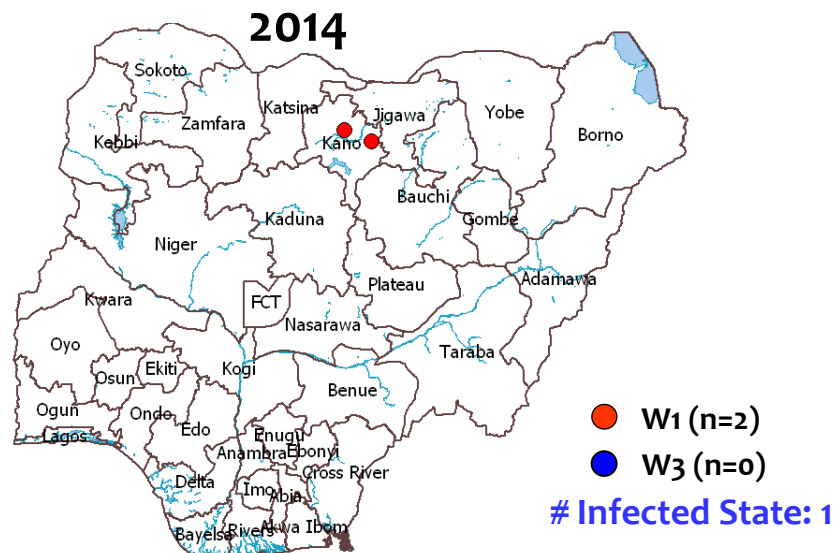 2014
Sokoto
Katsina
Jigawa
Yobe
Zamfara
Kebbi
Kano
Borno
Bauchi
Kaduna
Gombe
Niger
Adamawa
Plateau
Kwara
FCT
Nasarawa
Oyo
Taraba
Osun
Ekiti
Kogi
Benue
Ogun
Ondo
Edo
Lagos
Enugu
Anambra
Ebonyi
Cross River
Delta
Imo
Abia
Bayelsa
Rivers
Akwa Ibom
W1 (n=2)
W3 (n=0)
# Infected State: 1